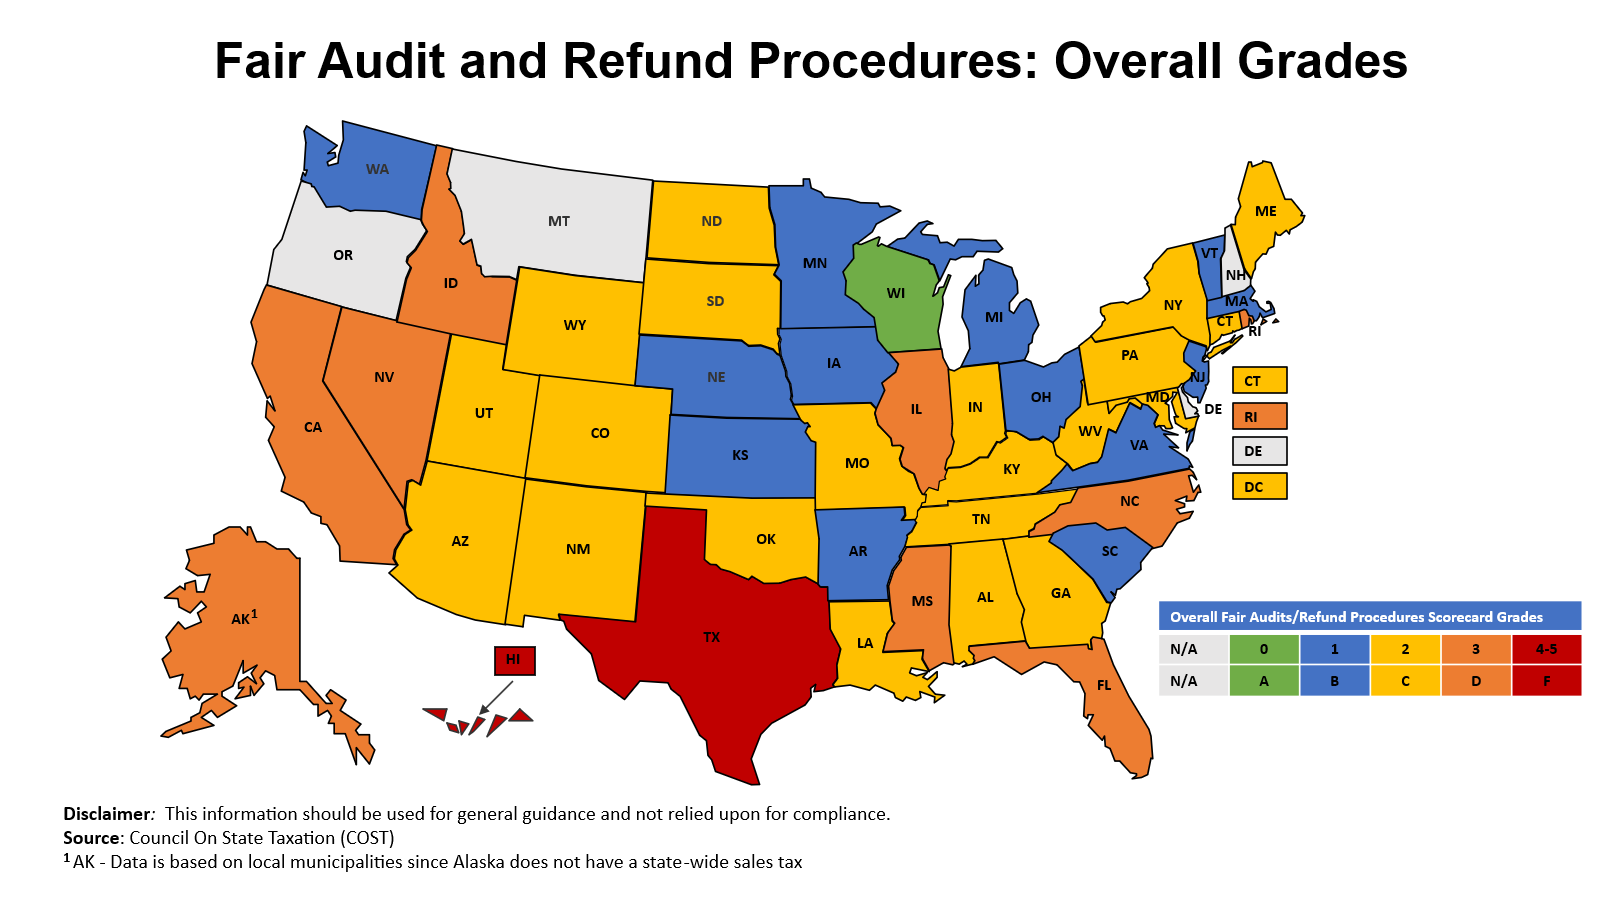 Fair Audit and Refund Procedures: Overall Grades
WA
MT
ND
ME
OR
MN
VT
ID
SD
WI
NH
WY
MI
NY
MA
CT
RI
NV
NE
IA
PA
NJ
CT
UT
IL
IN
OH
MD
DE
RI
CA
CO
KS
MO
WV
VA
DE
KY
DC
AZ
NM
OK
AR
TN
NC
SC
AK¹
MS
AL
GA
TX
LA
HI
FL
Overall Fair Audits/Refund Procedures Scorecard Grades
N/A 0 1 2 3 4-5
N/A A B C D F
Disclaimer: This information should be used for general guidance and not relied upon for compliance.
Source: Council On State Taxation (COST)
¹ AK - Data is based on local municipalities since Alaska does not have a state-wide sales tax